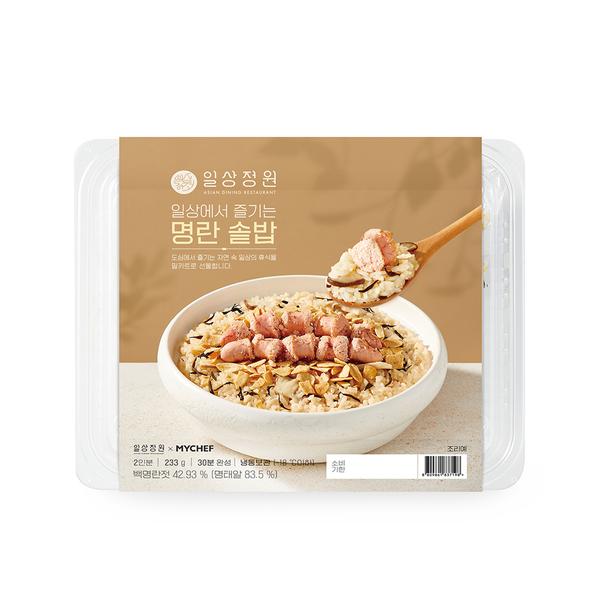 일상정원
ASIAN DINING RESTAURANT
일상에서 즐기는
명란 솥밥
도심에서 즐기는 자연 속 일상의 휴식을
밀키트로 선물합니다.
일상정원 × MYCHEF
조리예
2인분 | 233 g | 30분 완성 | 냉동보관 (-18 ℃이하)
소비
기한
백명란젓 42.93 % (명태알 83.5 %)